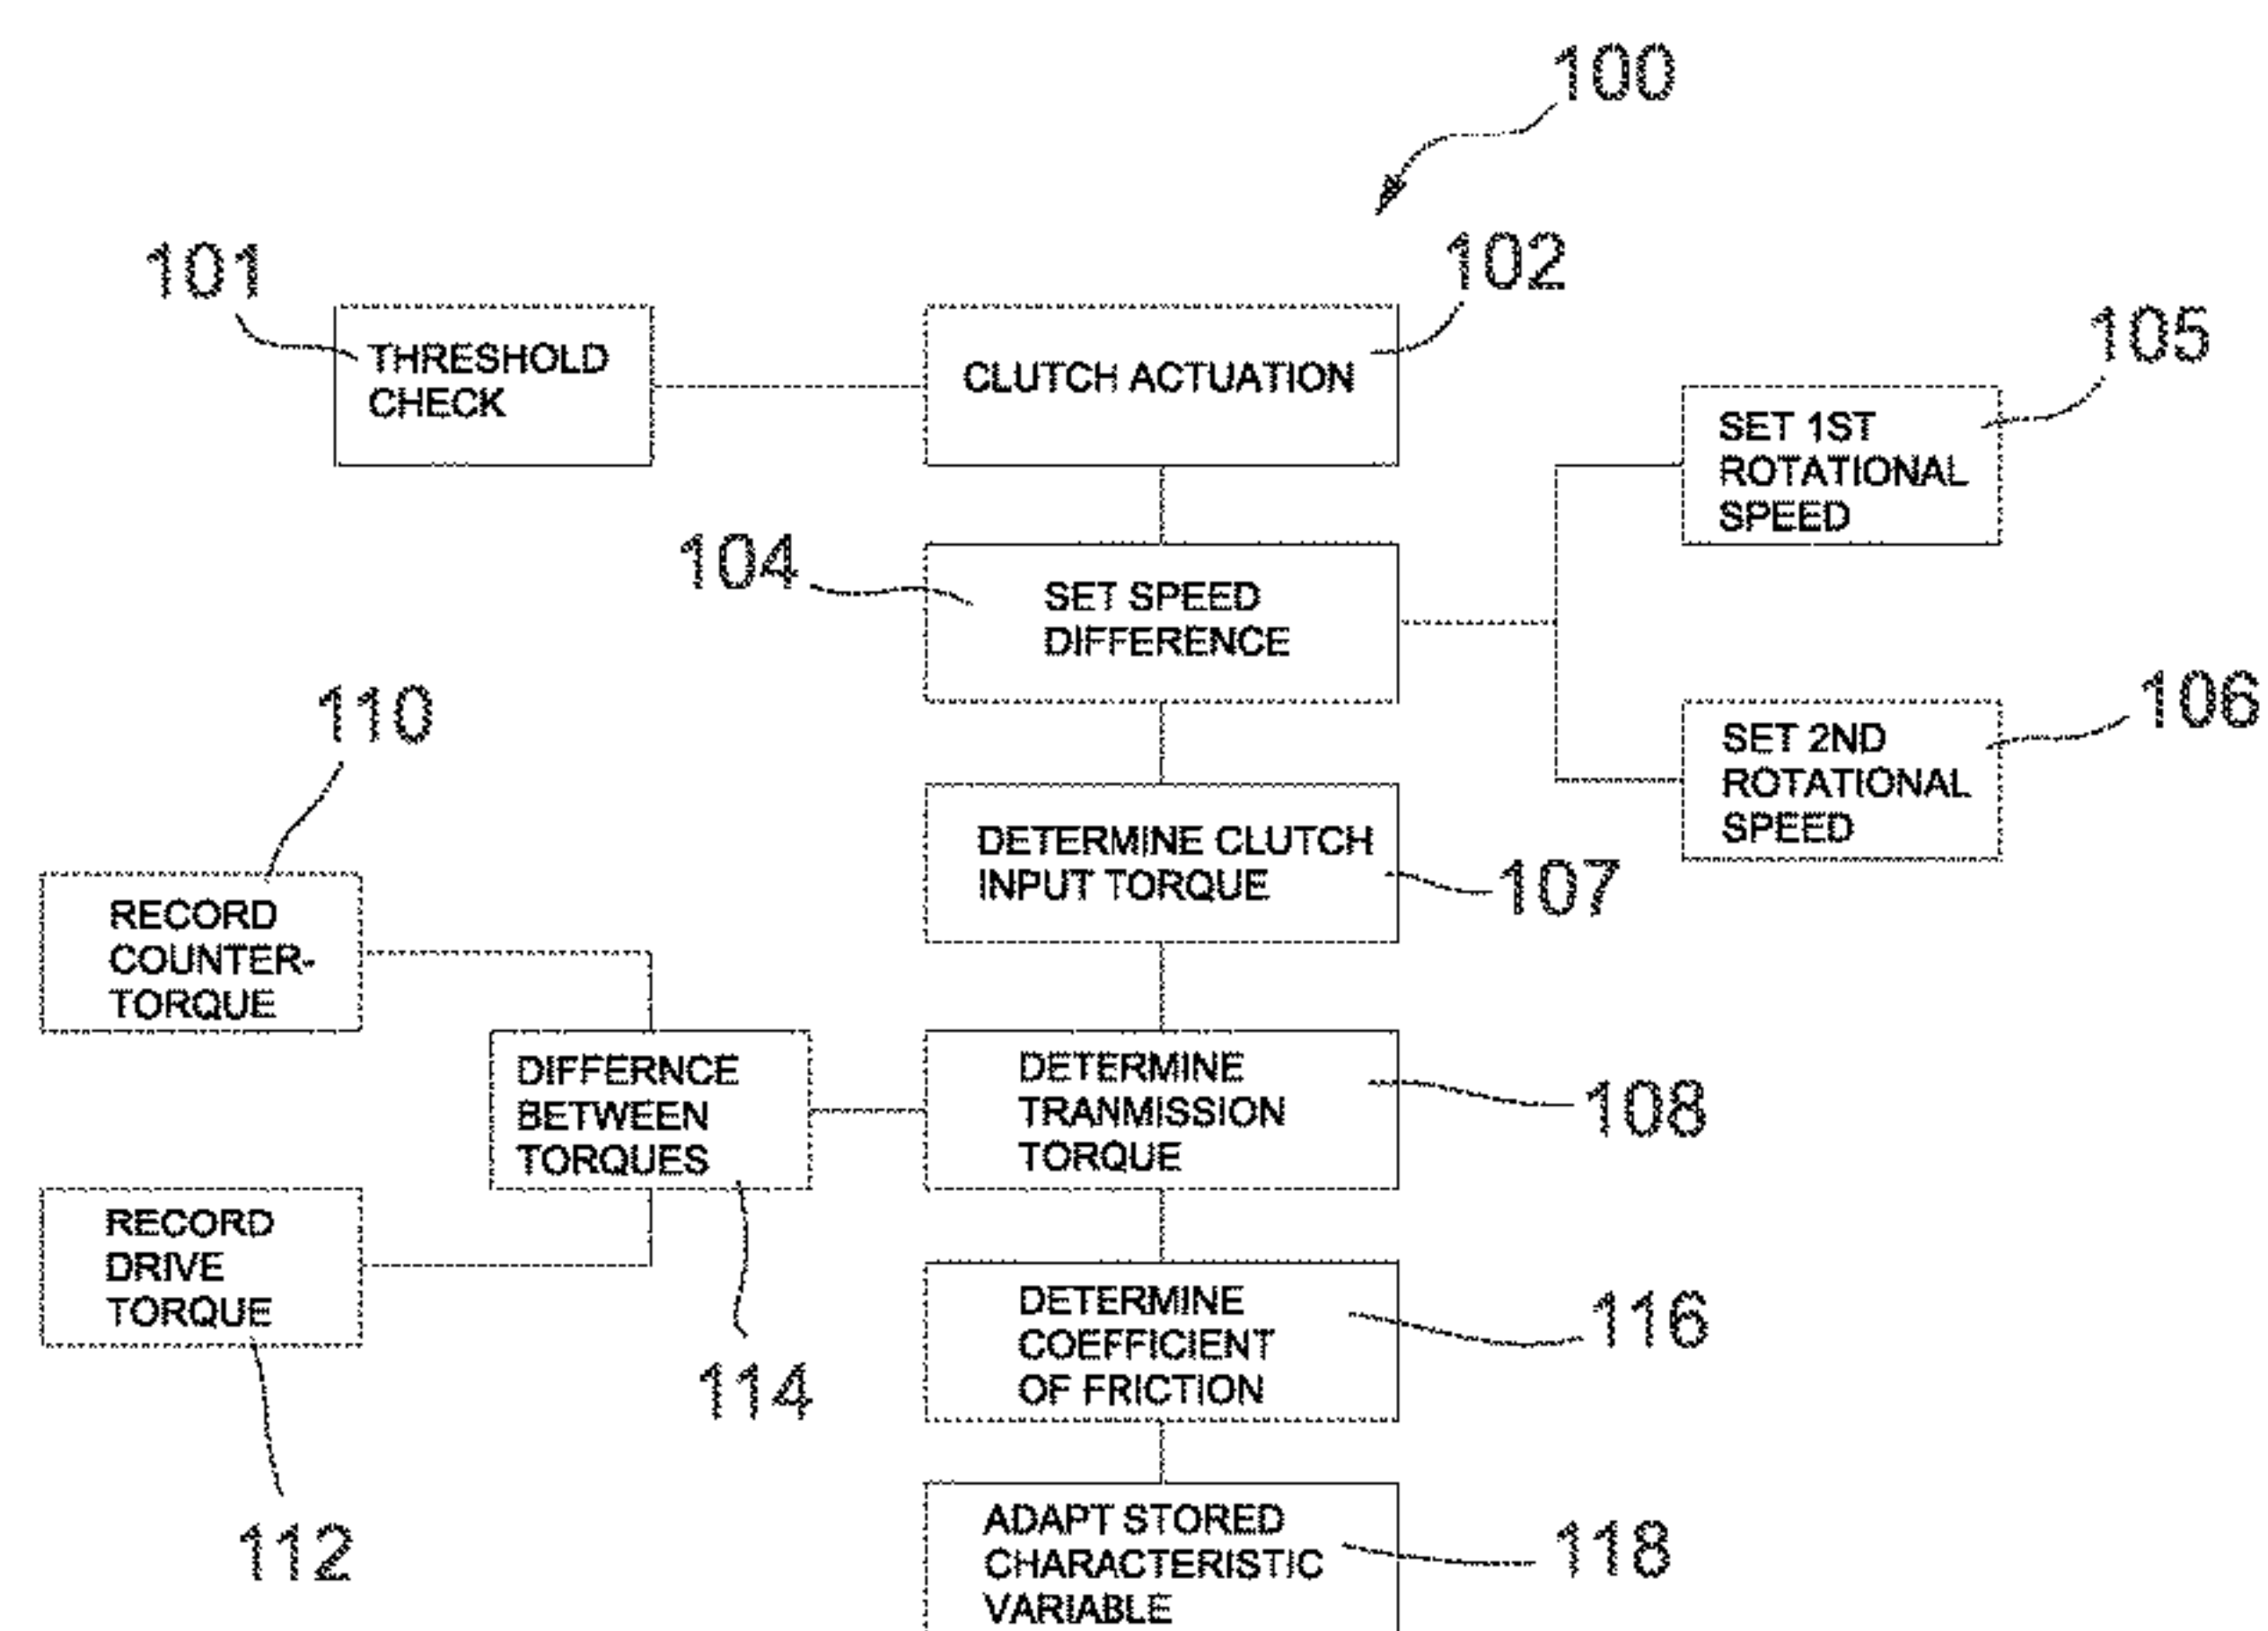 100
101
102
THRESHOLD
CHECK
CLUTCH ACTUATION
105
SET 1ST
ROTATIONAL
SPEED
104
SET SPEED
DIFFERENCE
106
SET 2ND
ROTATIONAL
SPEED
110
DETERMINE CLUTCH
INPUT TORQUE
107
RECORD
COUNTER-
TORQUE
DIFFERNCE
BETWEEN
TORQUES
114
DETERMINE
TRANMISSION
TORQUE
108
RECORD
DRIVE
TORQUE
112
DETERMINE
COEFFICIENT
OF FRICTION
116
ADAPT STORED
CHARACTERISTIC
VARIABLE
118